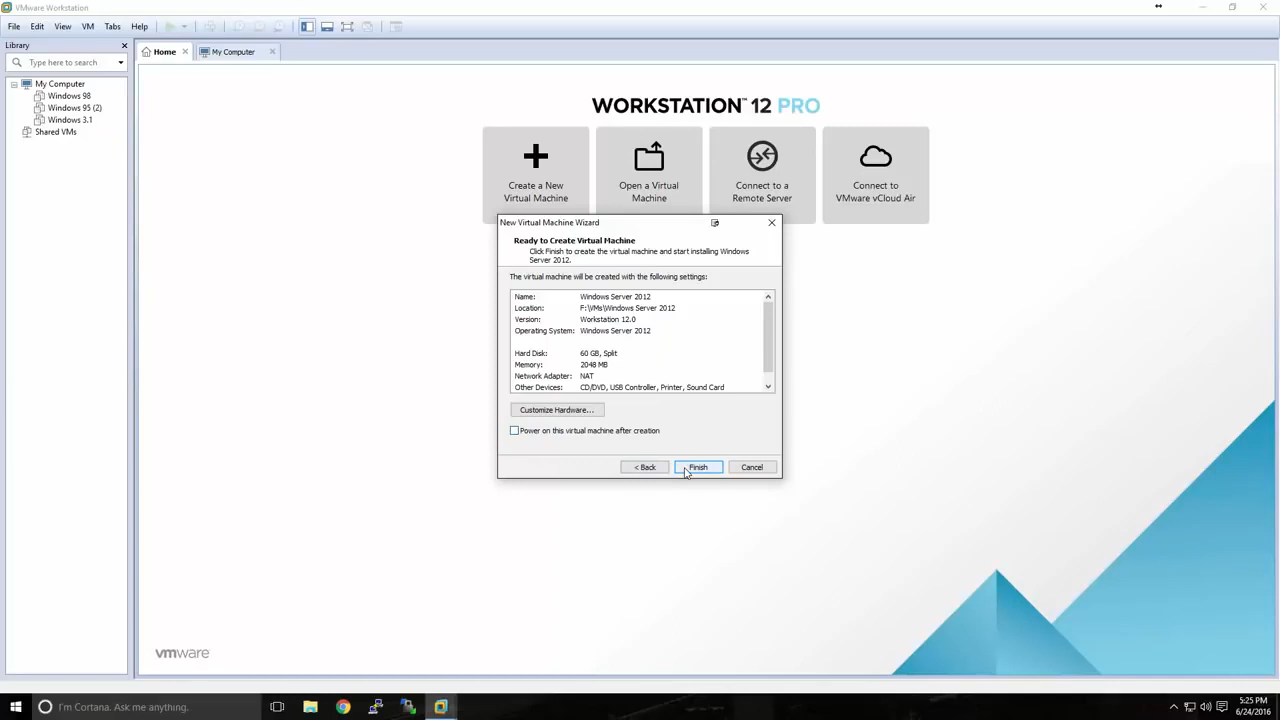 VMware Workstation
File Edit View VM Tabs Help
Library
Type here to search
My Computer
Windows 98
Windows 95 (2)
Windows 3.1
Shared VMs
Home
My Computer
WORKSTATION™ 12 PRO
Create a New
Virtual Machine
Open a Virtual
Machine
Connect to a
Remote Server
Connect to
VMware vCloud Air
New Virtual Machine Wizard
Ready to Create Virtual Machine
Click Finish to create the virtual machine and start installing Windows
Server 2012.
The virtual machine will be created with the following settings:
Name: Windows Server 2012
Location: F:\VMs\Windows Server 2012
Version: Workstation 12.0
Operating System: Windows Server 2012
Hard Disk: 60 GB, Split
Memory: 2048 MB
Network Adapter: NAT
Other Devices: CD/DVD, USB Controller, Printer, Sound Card
Customize Hardware...
Power on this virtual machine after creation
< Back Finish Cancel
vmware
I'm Cortana. Ask me anything.
5:25 PM
6/24/2016